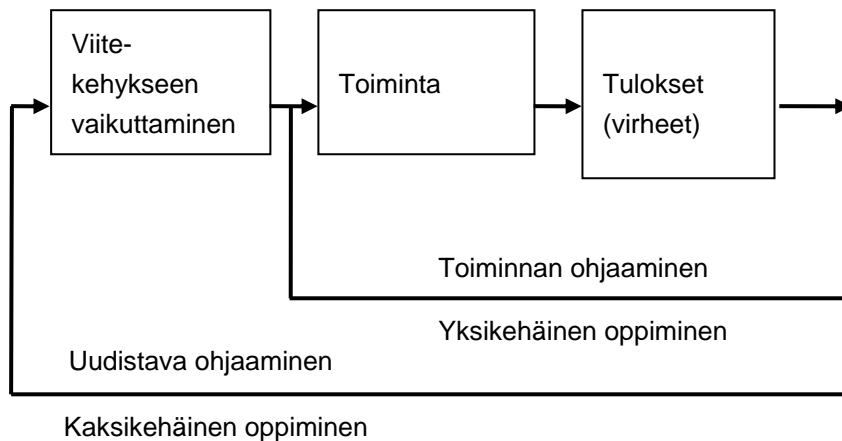 Viite-
kehykseen
vaikuttaminen
Toiminta
Tulokset
(virheet)
Toiminnan ohjaaminen
Yksikehäinen oppiminen
Uudistava ohjaaminen
Kaksikehäinen oppiminen